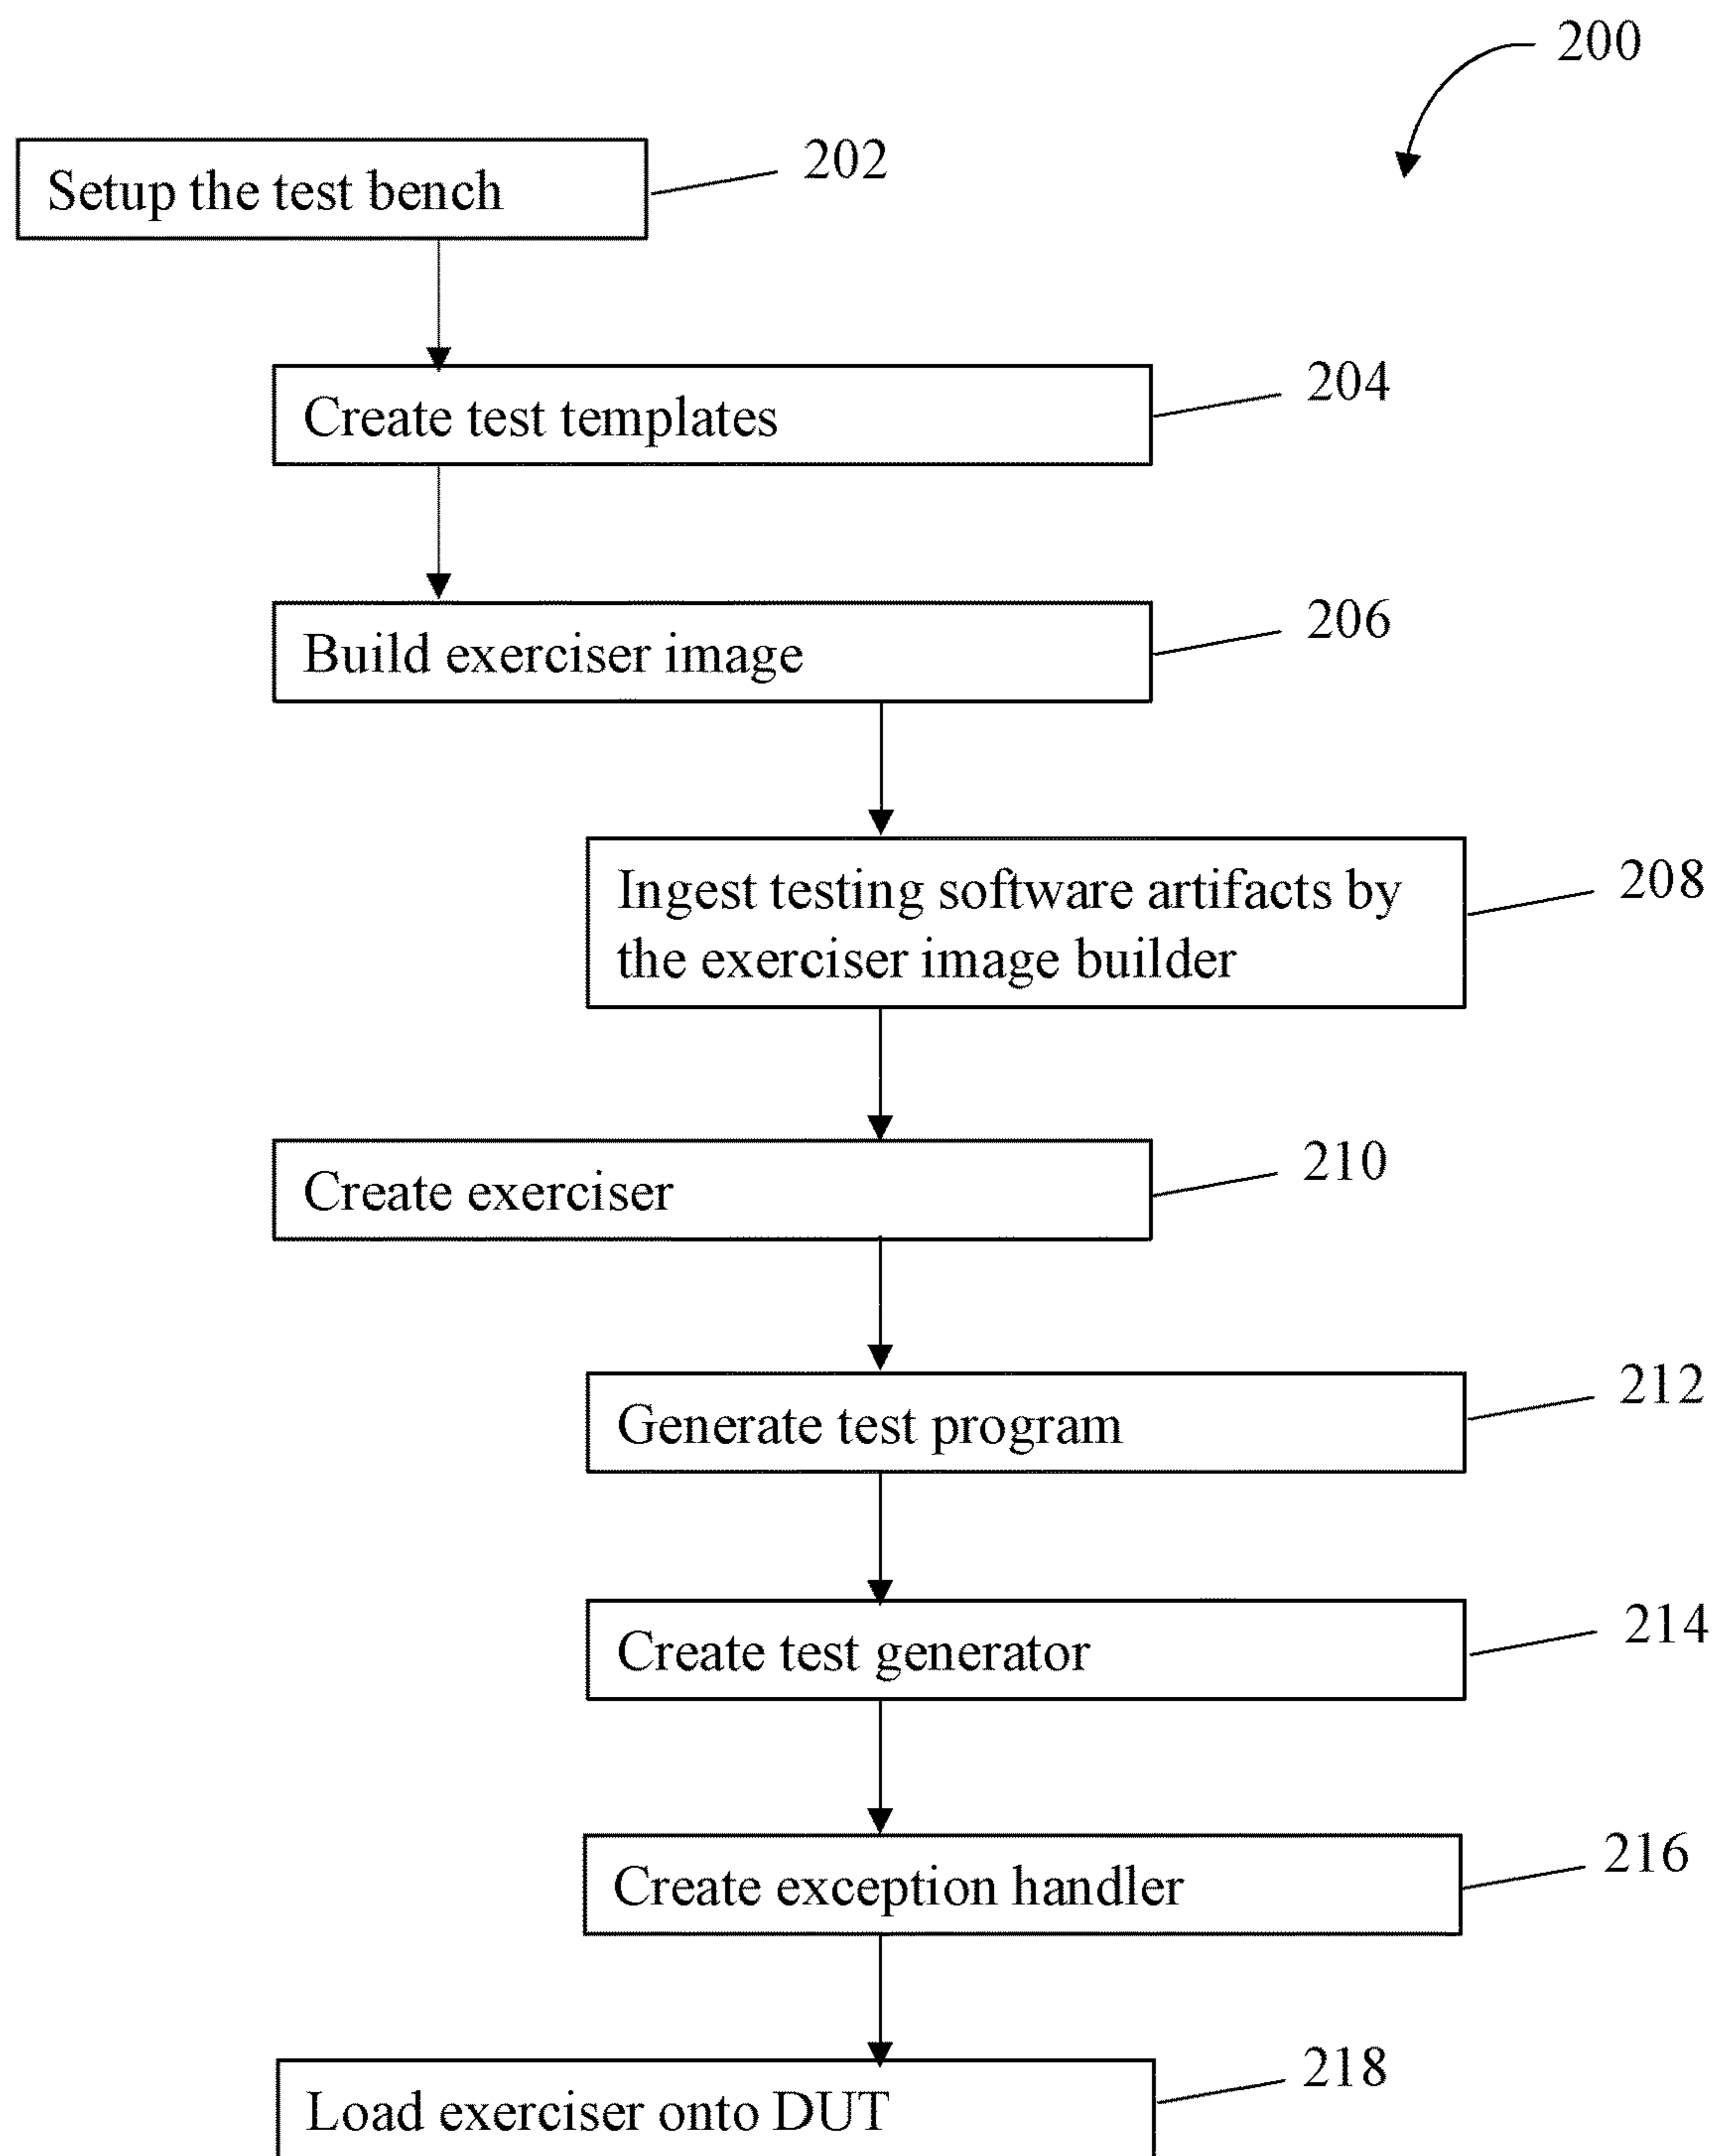 200
Setup the test bench
202
Create test templates
204
Build exerciser image
206
Ingest testing software artifacts by
the exerciser image builder
208
Create exerciser
210
Generate test program
212
Create test generator
214
Create exception handler
216
Load exerciser onto DUT
218